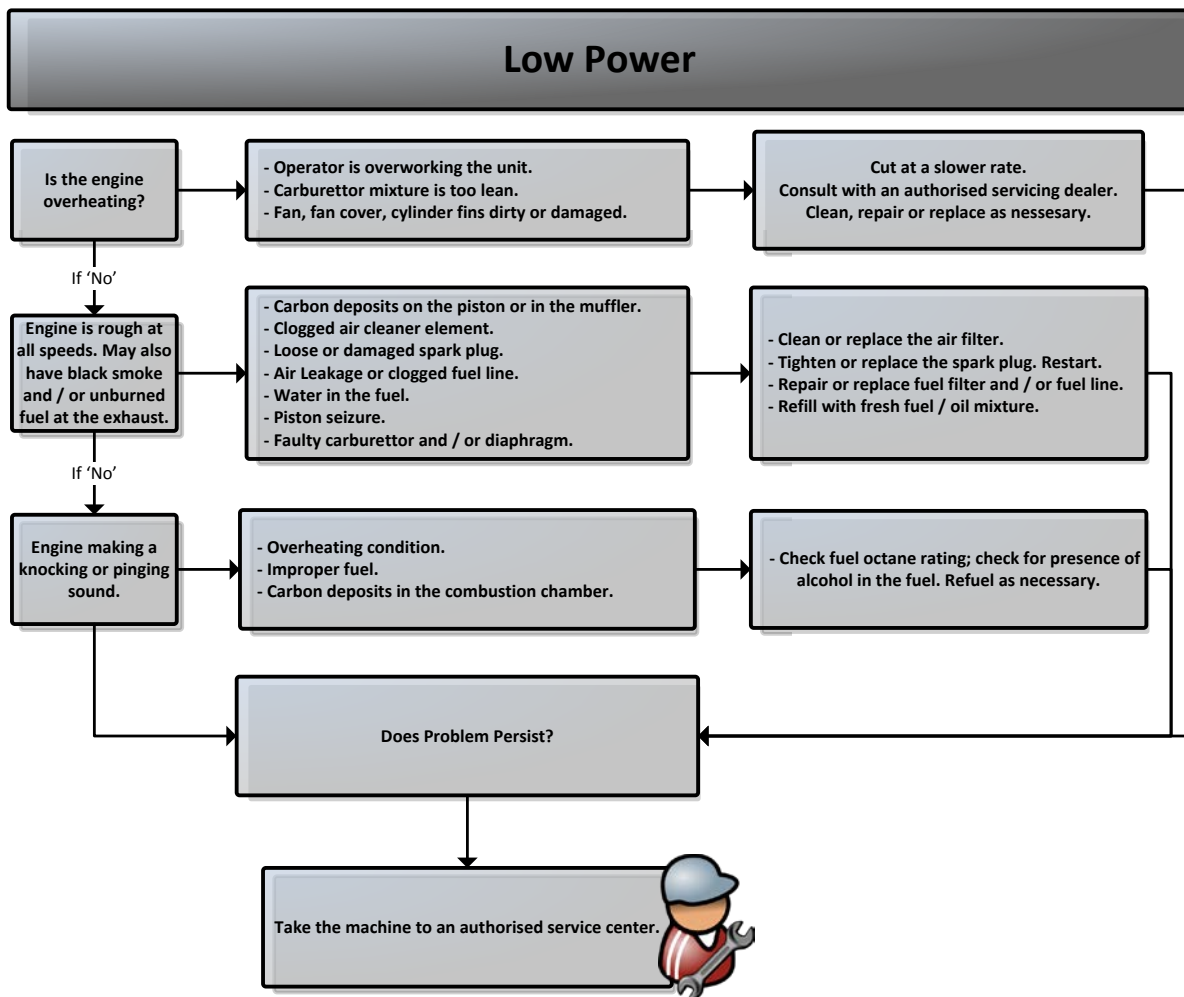 Low Power
Is the engine
overheating?
- Operator is overworking the unit.
- Carburettor mixture is too lean.
- Fan, fan cover, cylinder fins dirty or damaged.
Cut at a slower rate.
Consult with an authorised servicing dealer.
Clean, repair or replace as nessesary.
If ‘No’
Engine is rough at
all speeds. May also
have black smoke
and / or unburned
fuel at the exhaust.
- Carbon deposits on the piston or in the muffler.
- Clogged air cleaner element.
- Loose or damaged spark plug.
- Air Leakage or clogged fuel line.
- Water in the fuel.
- Piston seizure.
- Faulty carburettor and / or diaphragm.
- Clean or replace the air filter.
- Tighten or replace the spark plug. Restart.
- Repair or replace fuel filter and / or fuel line.
- Refill with fresh fuel / oil mixture.
If ‘No’
Engine making a
knocking or pinging
sound.
- Overheating condition.
- Improper fuel.
- Carbon deposits in the combustion chamber.
- Check fuel octane rating; check for presence of
alcohol in the fuel. Refuel as necessary.
Does Problem Persist?
Take the machine to an authorised service center.